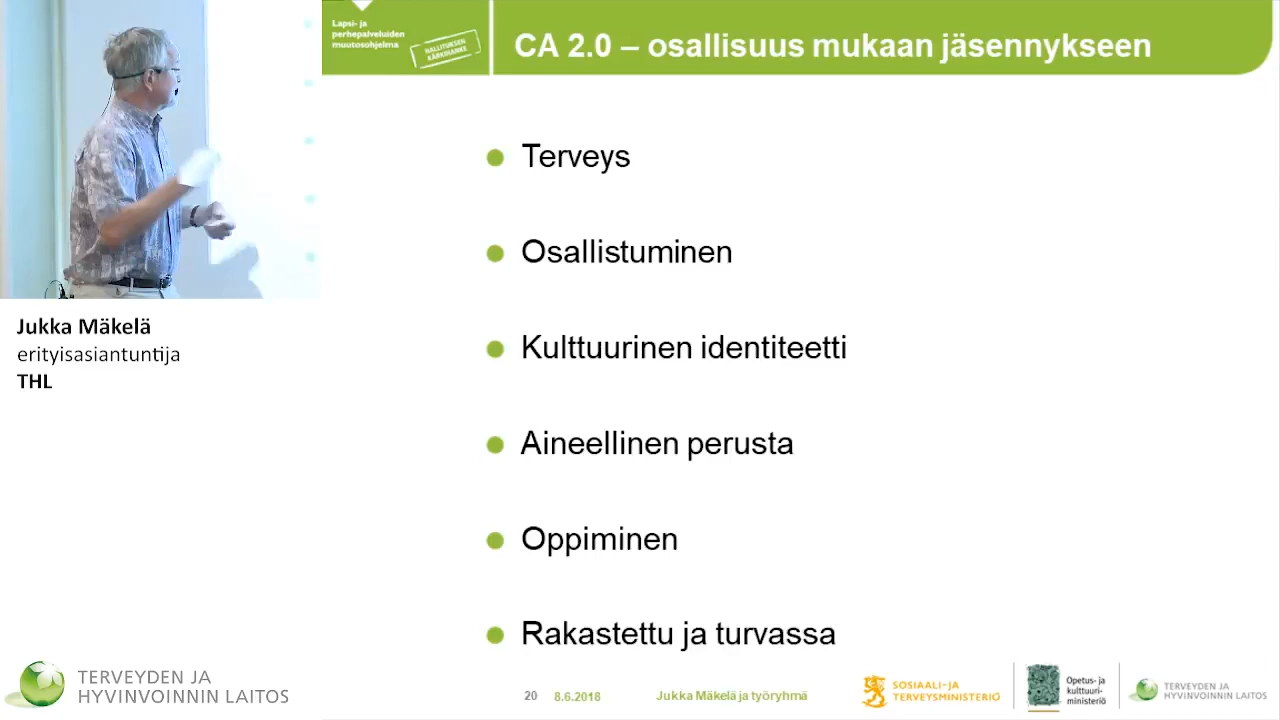 Lapsi- ja
perhepalveluiden
muutosohjelma
HALLITUKSEN
KÄRKIHANKE
CA 2.0 – osallisuus mukaan jäsennykseen
Terveys
Osallistuminen
Kulttuurinen identiteetti
Aineellinen perusta
Oppiminen
Rakastettu ja turvassa
Jukka Mäkelä
erityisasiantuntija
THL
TERVEYDEN JA
HYVINVOINNIN LAITOS
20 8.6.2018 Jukka Mäkelä ja työryhmä
SOSIAALI- JA
TERVEYSMINISTERIÖ
Opetus- ja
kulttuuri-
ministeriö
TERVEYDEN JA
HYVINVOINNIN LAITOS